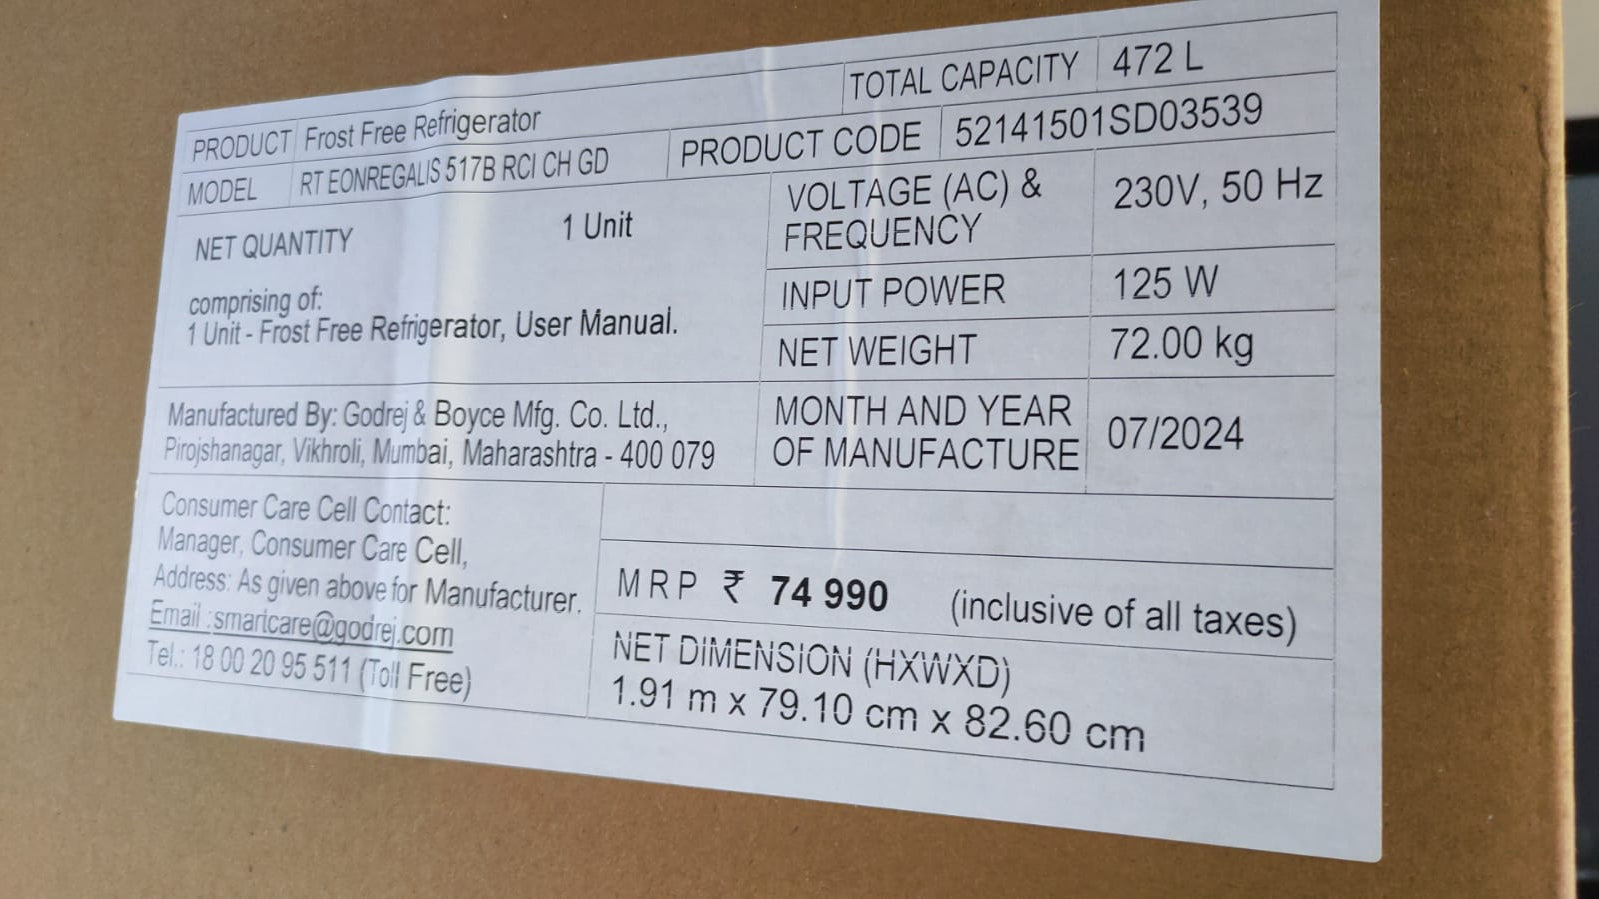 PRODUCT Frost Free Refrigerator TOTAL CAPACITY 472 L
MODEL RT EONREGALIS 517B RCI CH GD PRODUCT CODE 52141501SD03539
NET QUANTITY 1 Unit
comprising of:
1 Unit - Frost Free Refrigerator, User Manual.
VOLTAGE (AC) & 230V, 50 Hz
FREQUENCY
INPUT POWER 125 W
NET WEIGHT 72.00 kg
Manufactured By: Godrej & Boyce Mfg. Co. Ltd.,
Pirojshanagar, Vikhroli, Mumbai, Maharashtra - 400 079
MONTH AND YEAR
OF MANUFACTURE 07/2024
Consumer Care Cell Contact:
Manager, Consumer Care Cell,
Address: As given above for Manufacturer.
Email :smartcare@godrej.com
Tel.: 18 00 20 95 511 (Toll Free)
MRP ₹ 74 990 (inclusive of all taxes)
NET DIMENSION (HXWXD)
1.91 m x 79.10 cm x 82.60 cm